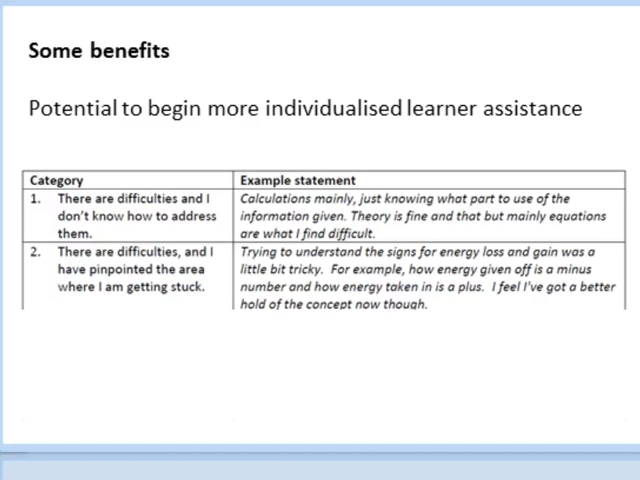 Some benefits
Potential to begin more individualised learner assistance
Category
Example statement
1. There are difficulties and I
don't know how to address
them.
Calculations mainly, just knowing what part to use of the
information given. Theory is fine and that but mainly equations
are what I find difficult.
2. There are difficulties, and I
have pinpointed the area
where I am getting stuck.
Trying to understand the signs for energy loss and gain was a
little bit tricky. For example, how energy given off is a minus
number and how energy taken in is a plus. I feel I've got a better
hold of the concept now though.